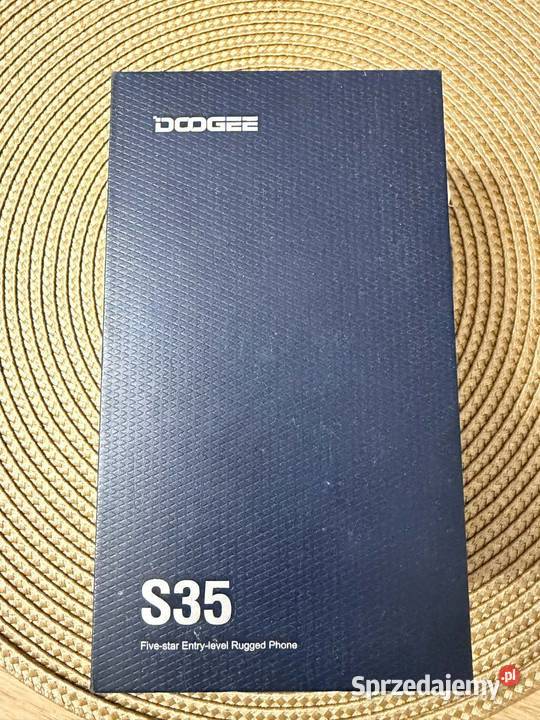 DOOGEE
S35
Five-star Entry-level Rugged Phone
Sprzedajemy.pl